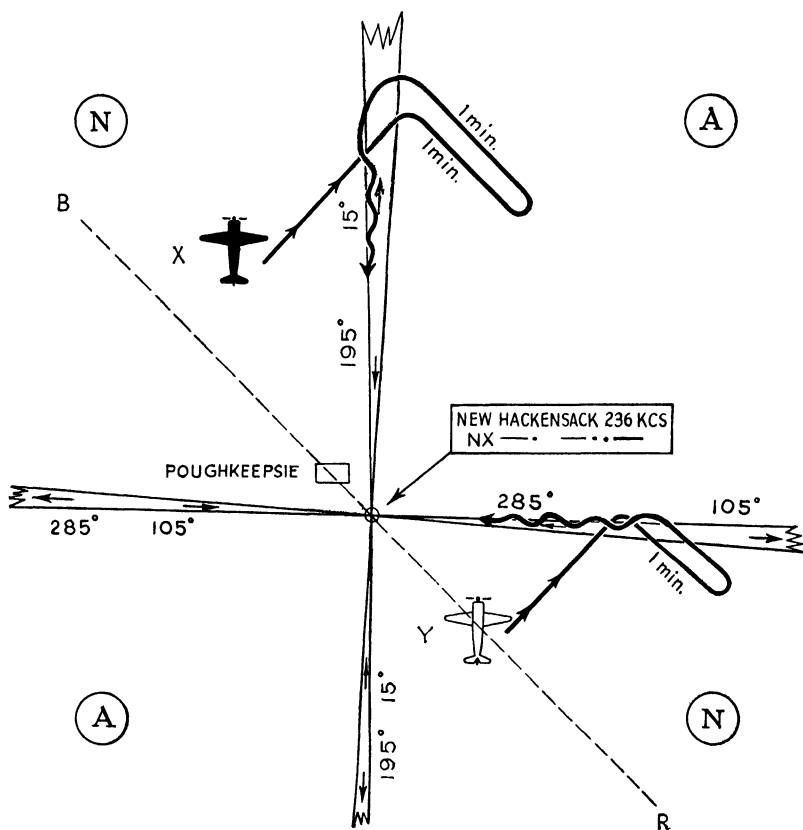 N
A
1 min.
1 min.
B
X
15°
195°
NEW HACKENSACK 236 KCS
NX —· —··—
POUGHKEEPSIE
285°
105°
285°
105°
1 min.
Y
15°
195°
A
N
R